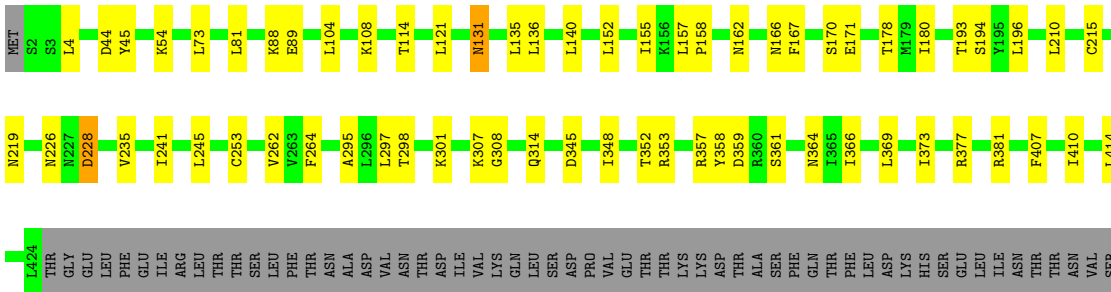 MET S2 S3 L4 D44 Y45 K54 L73 L81 K88 E89 L104 K108 T114 L121 N131 L135 L136 L140 L152 I155 K156 L157 P158 N162 N166 F167 S170 E171 T178 M179 I180 T193 S194 Y195 L196 L210 C215
N219 N226 N227 D228 V235 I241 L245 C253 V262 V263 F264 A295 L296 L297 T298 K301 K307 G308 Q314 D345 I348 T352 R353 R357 Y358 D359 R360 S361 N364 I365 I366 L369 I373 R377 R381 F407 I410
L424 THR GLY GLU LEU PHE GLU ILE ARG LEU THR THR SER LEU PHE THR ASN ALA ASP VAL ASN THR ASP ILE VAL LYS GLN LEU SER ASP PRO VAL GLU THR THR LYS LYS ASP THR ALA SER PHE GLN THR PHE LEU ASP LYS HIS SER GLU LEU ILE ASN THR THR ASN VAL SER